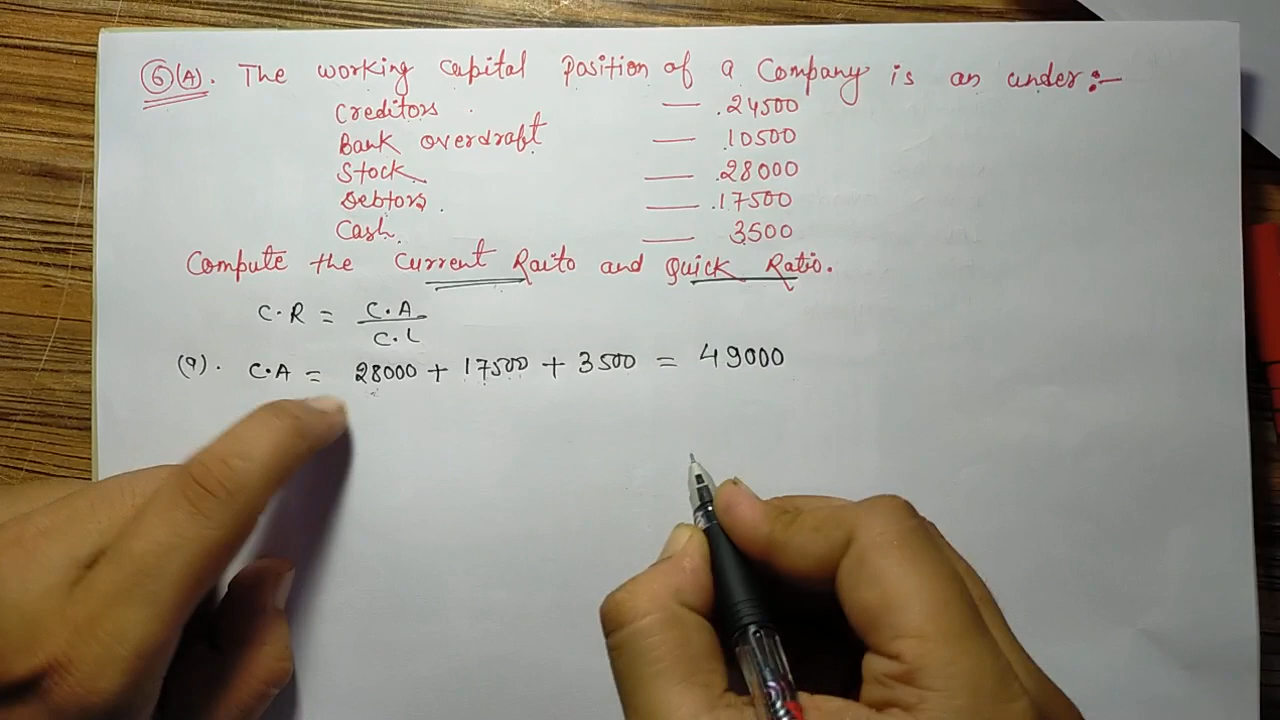 6(A). The working capital position of a Company is as under:-
Creditors — 24500
Bank overdraft — 10500
Stock — 28000
Debtors — 17500
Cash — 3500
Compute the Current Raito and Quick Ratio.
C.R = C.A / C.L
(9). C.A = 28000 + 17500 + 3500 = 49000